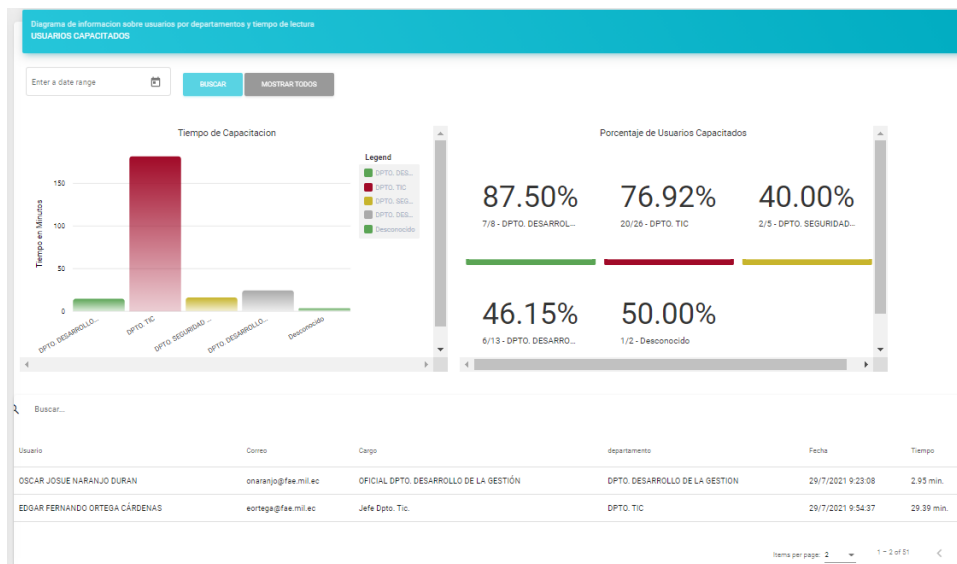 Diagrama de informacion sobre usuarios por departamentos y tiempo de lectura
USUARIOS CAPACITADOS
Enter a date range
BUSCAR
MOSTRAR TODOS
Tiempo de Capacitacion
Tiempo en Minutos
150
100
50
0
DPTO. DESARROLLO...
DPTO. TIC
DPTO. SEGURIDAD ...
DPTO. DESARROLLO...
Desconocido
Legend
DPTO. DES...
DPTO. TIC
DPTO. SEG...
DPTO. DES...
Desconocido
Porcentaje de Usuarios Capacitados
87.50% 76.92% 40.00%
7/8 - DPTO. DESARROL... 20/26 - DPTO. TIC 2/5 - DPTO. SEGURIDAD...
46.15% 50.00%
6/13 - DPTO. DESARRO... 1/2 - Desconocido
Buscar...
Usuario Correo Cargo departamento Fecha Tiempo
OSCAR JOSUE NARANJO DURAN onaranjo@fae.mil.ec OFICIAL DPTO. DESARROLLO DE LA GESTIÓN DPTO. DESARROLLO DE LA GESTION 29/7/2021 9:23:08 2.95 min.
EDGAR FERNANDO ORTEGA CÁRDENAS eortega@fae.mil.ec Jefe Dpto. Tic. DPTO. TIC 29/7/2021 9:54:37 29.39 min.
Items per page: 2 1 – 2 of 51